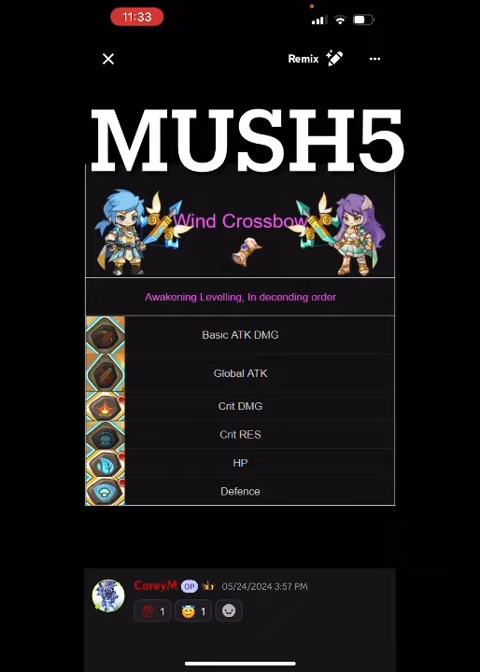 11:33
Remix
MUSH5
Wind Crossbow
Awakening Levelling, In decending order
Basic ATK DMG
Global ATK
Crit DMG
Crit RES
HP
Defence
CoreyM OP 05/24/2024 3:57 PM
1 1